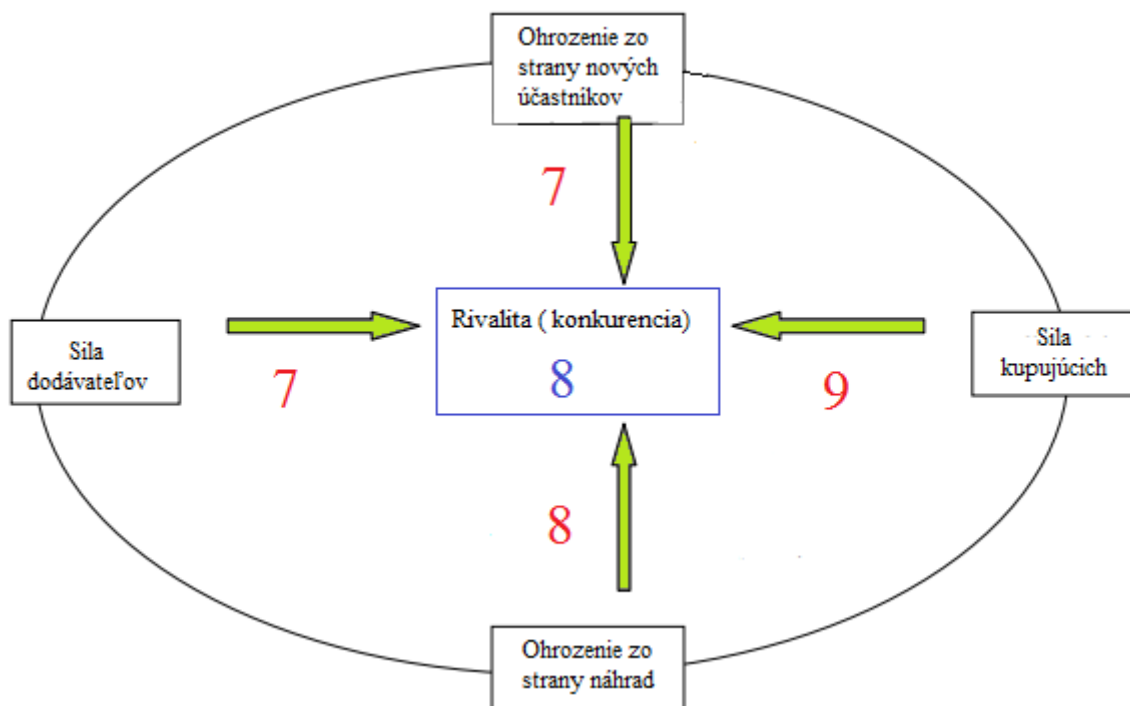 Ohrozenie zo
strany nových
účastníkov
7
Rivalita ( konkurencia)
8
Sila
dodávateľov
7
Sila
kupujúcich
9
8
Ohrozenie zo
strany náhrad